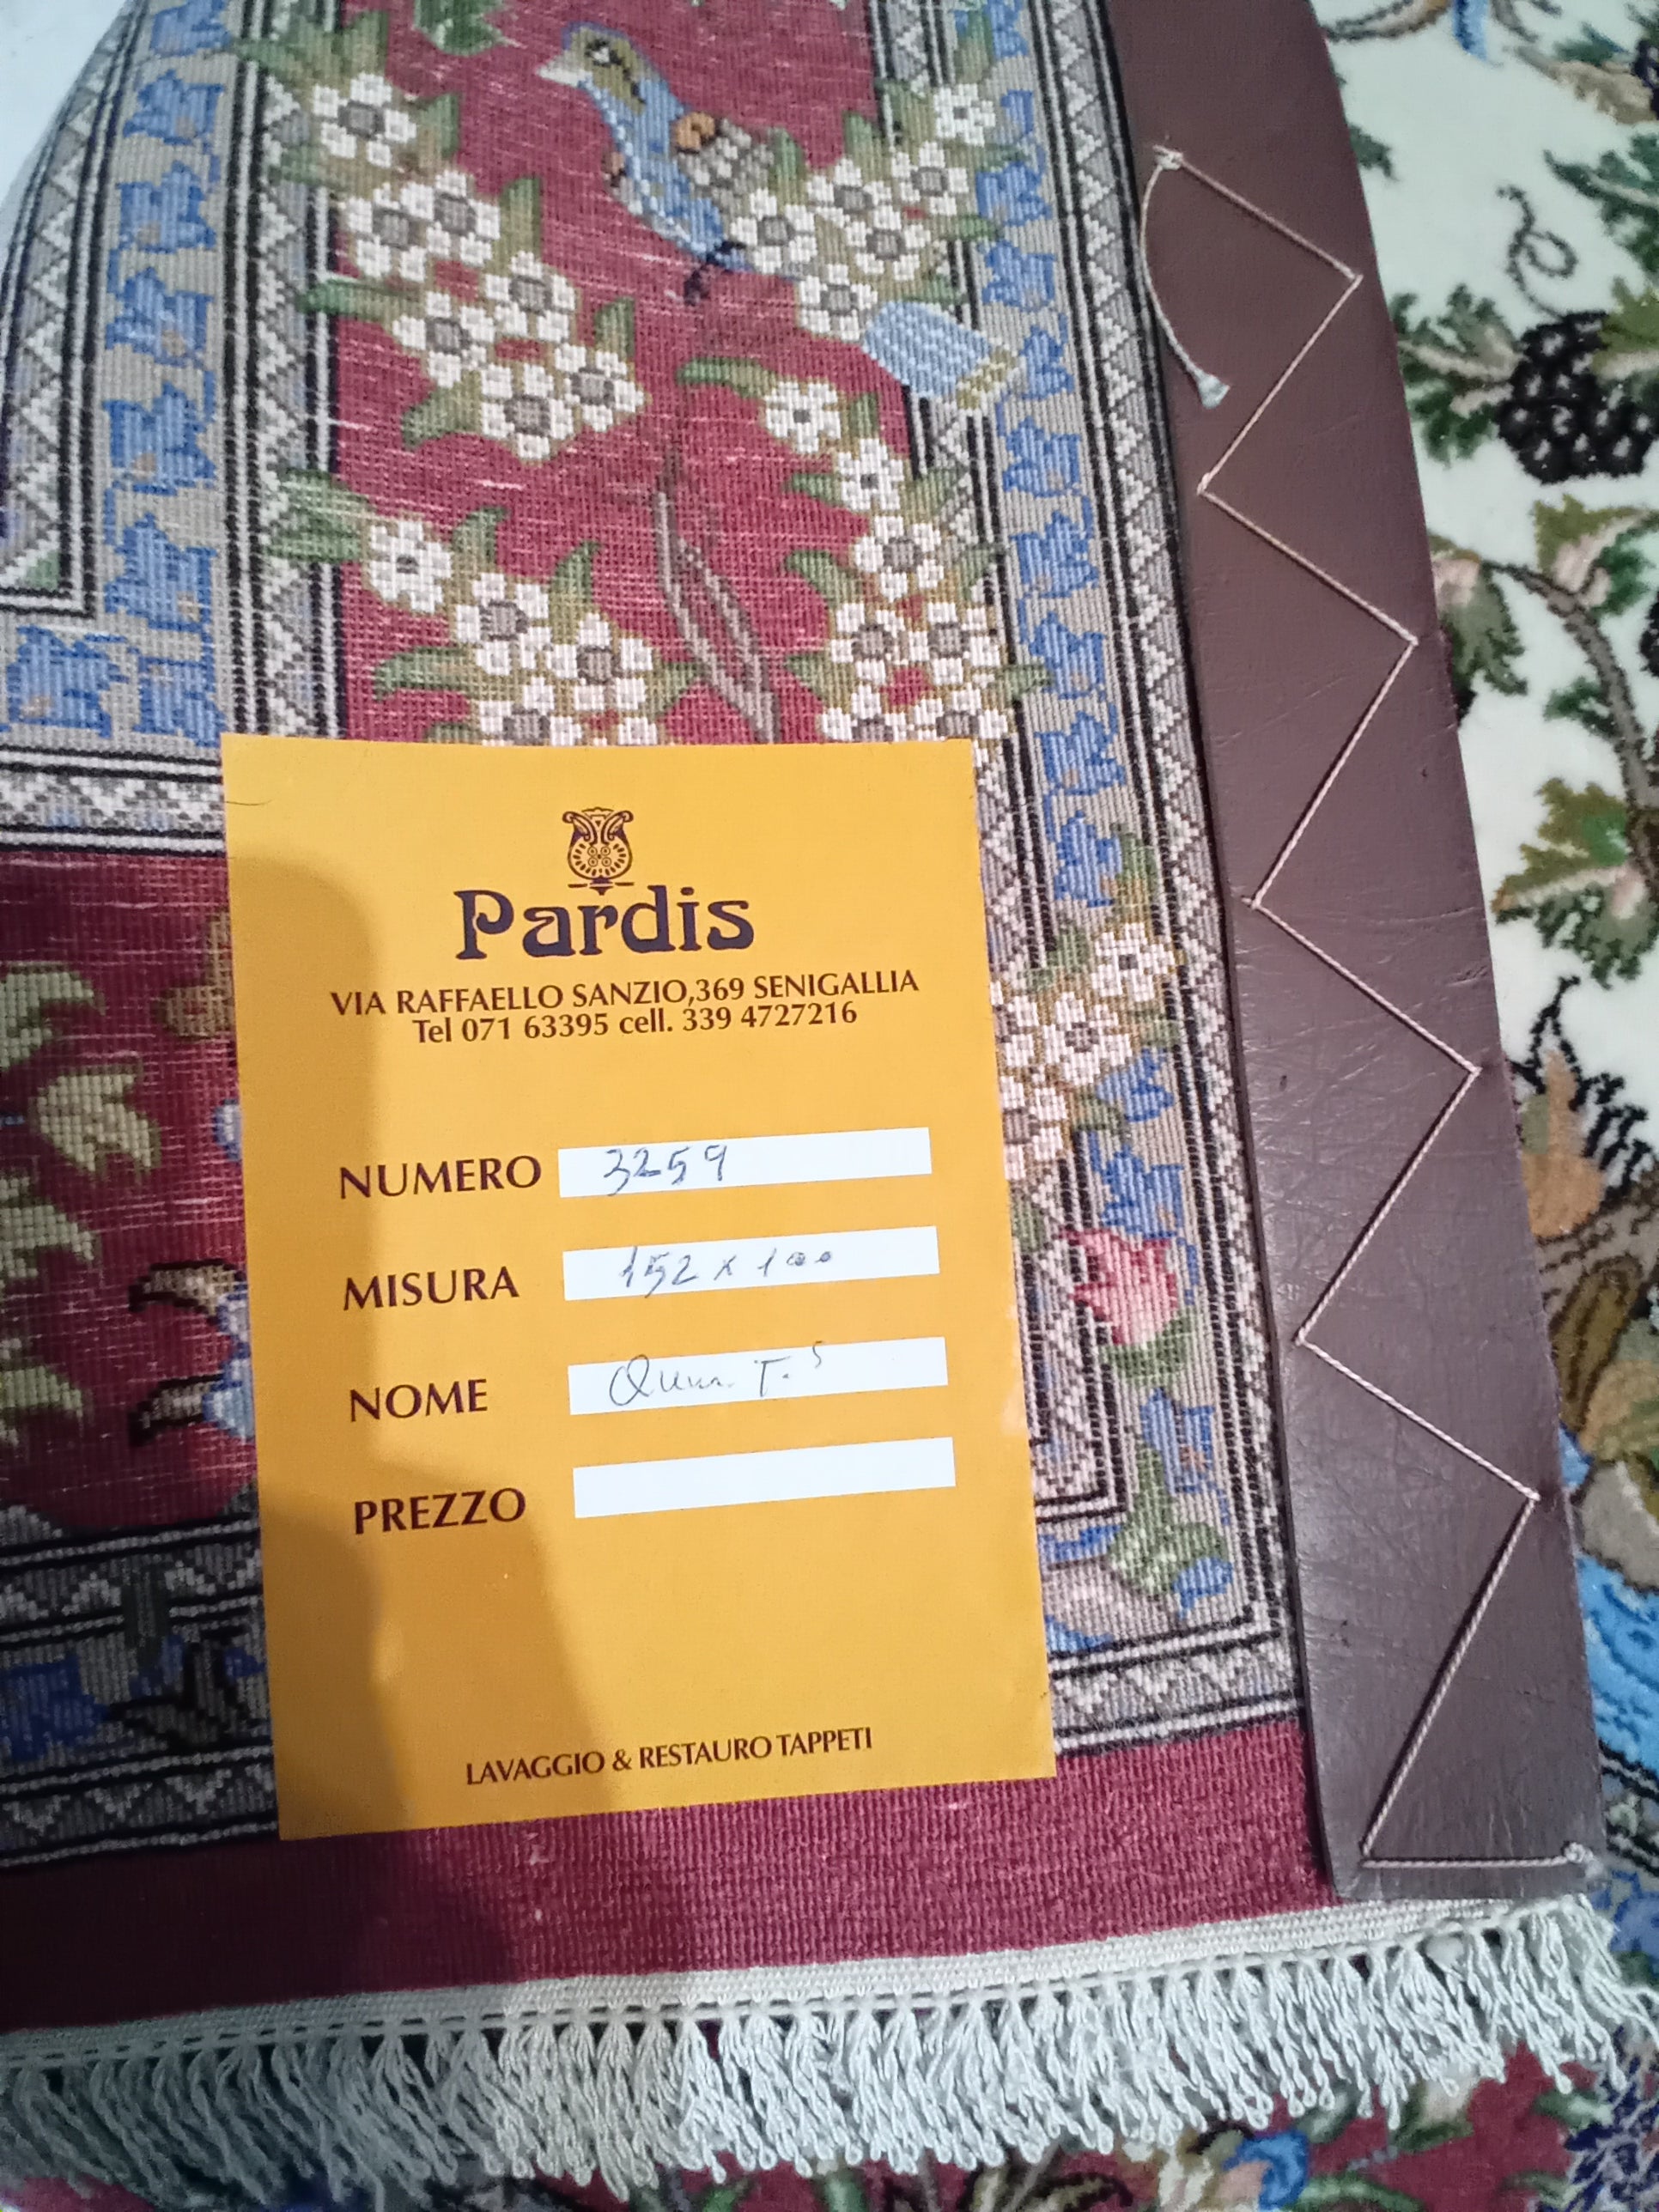 Pardis
VIA RAFFAELLO SANZIO,369 SENIGALLIA
Tel 071 63395 cell. 339 4727216
NUMERO 3259
MISURA 152 x 100
NOME T.
PREZZO
LAVAGGIO & RESTAURO TAPPETI